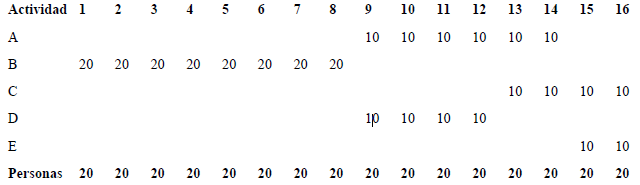 Actividad 1 2 3 4 5 6 7 8 9 10 11 12 13 14 15 16
A 10 10 10 10 10 10
B 20 20 20 20 20 20 20 20
C 10 10 10 10
D 10 10 10 10
E 10 10
Personas 20 20 20 20 20 20 20 20 20 20 20 20 20 20 20 20